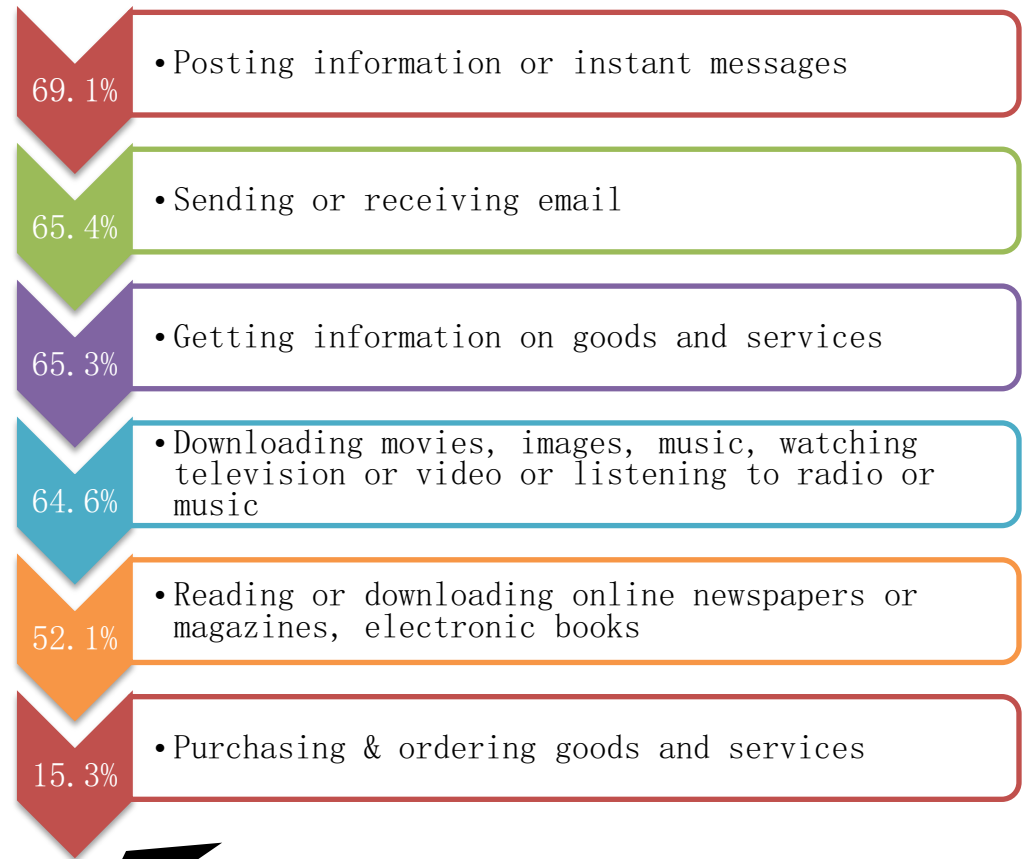 69.1%
•Posting information or instant messages
65.4%
•Sending or receiving email
65.3%
•Getting information on goods and services
64.6%
•Downloading movies, images, music, watching
television or video or listening to radio or
music
52.1%
•Reading or downloading online newspapers or
magazines, electronic books
15.3%
•Purchasing & ordering goods and services